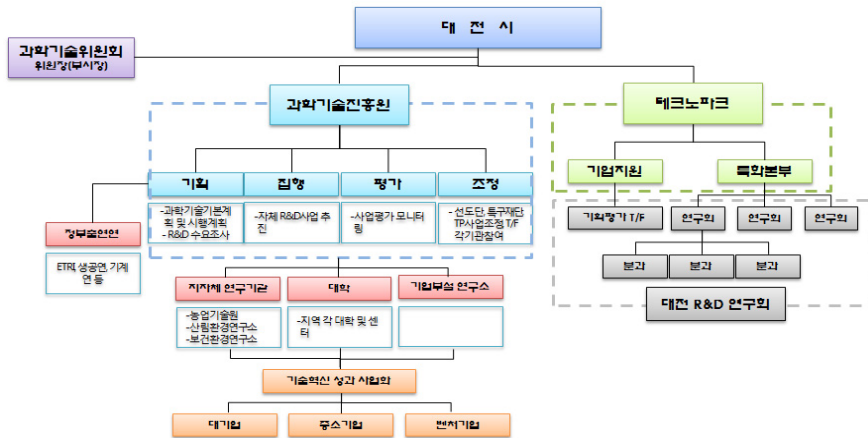 대 전 시
과학기술위원회
위원장(부시장)
과학기술진흥원
테크노파크
기획
집행
평가
조정
기업지원
특화본부
-과학기술기본계
획 및 시행계획
- R&D 수요조사
-자체 R&D사업 추
진
-사업평가 모니터
링
- 선도단, 특구재단,
TP사업조정, T/F
각기관참여
기획평가 T/F
연구회
연구회
연구회
정부출연연
ETRI, 생공연, 기계
연 등
분과
분과
분과
대전 R&D 연구회
지자체 연구기관
대학
기업부설 연구소
-농업기술원
-산림환경연구소
-보건환경연구소
-지역 각 대학 및 센
터
기술혁신 성과 사업화
대기업
중소기업
벤처기업